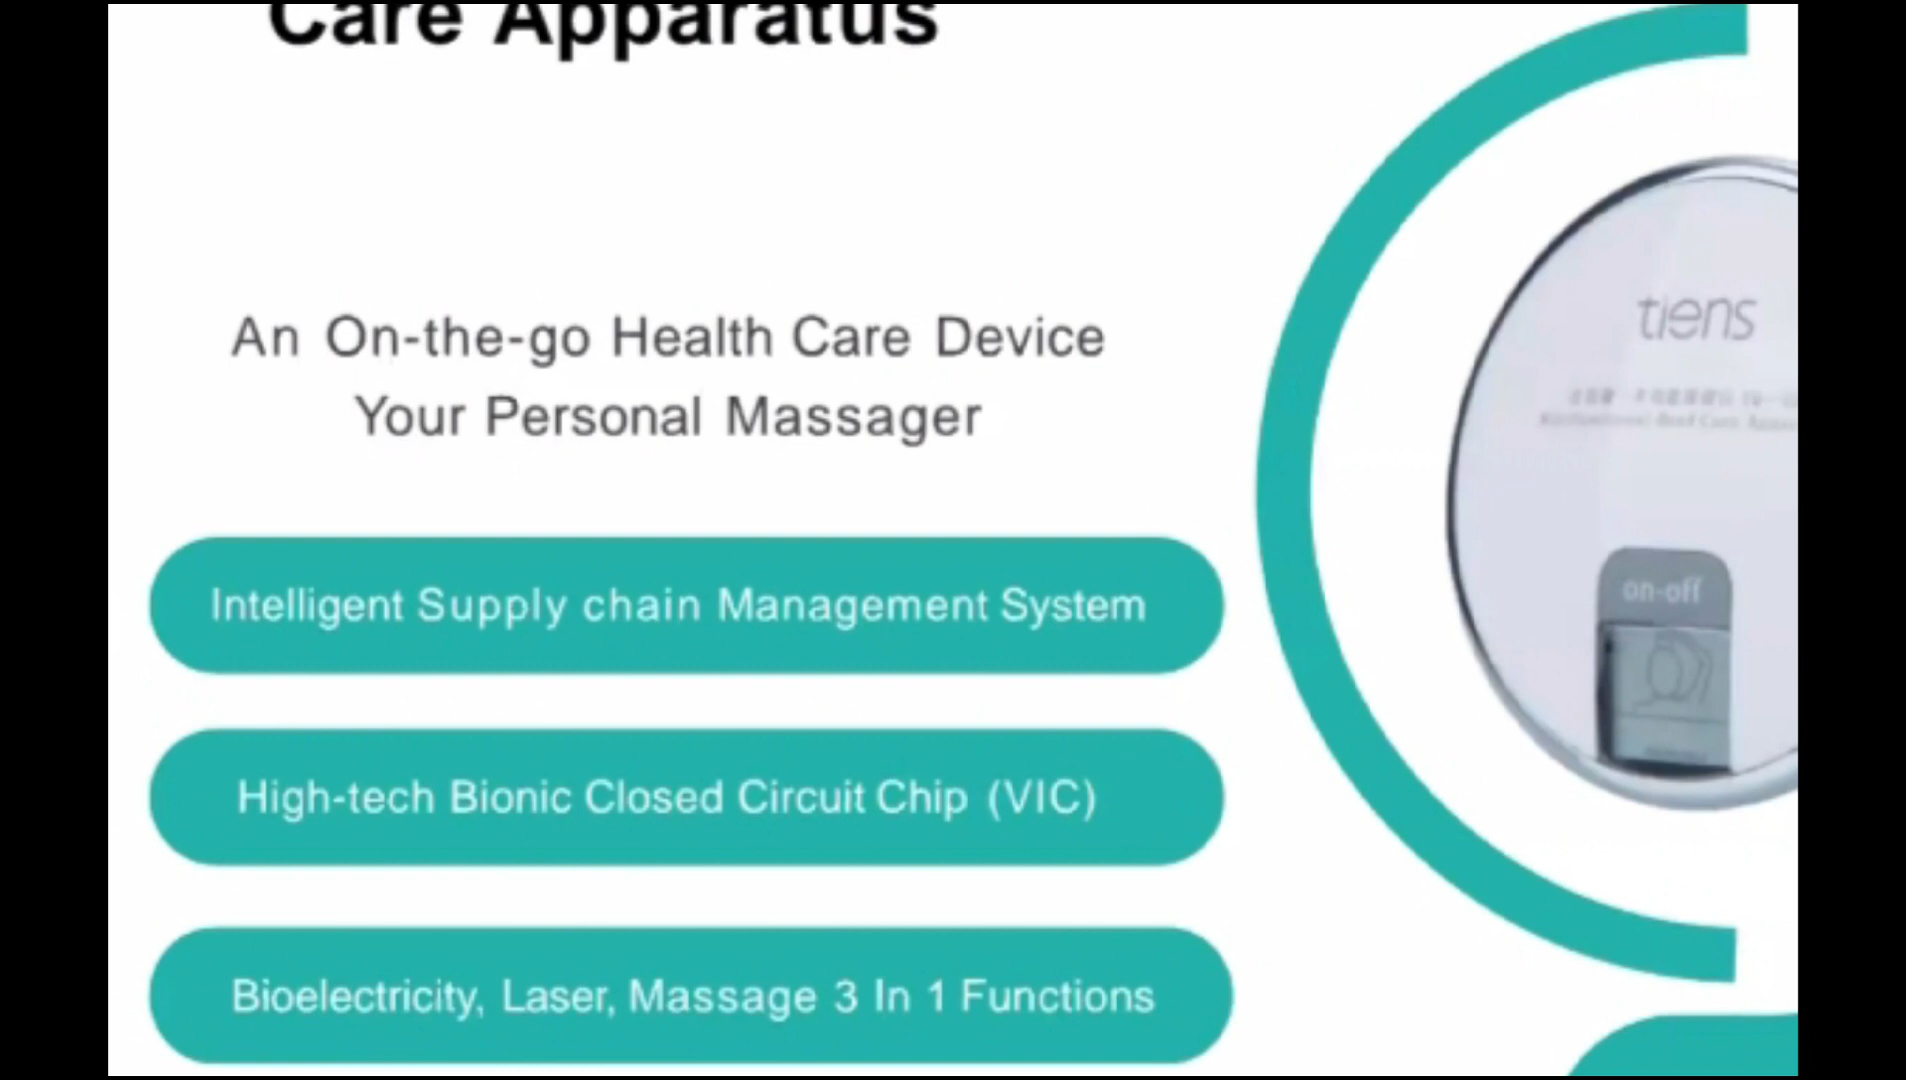 Care Apparatus
An On-the-go Health Care Device
Your Personal Massager
Intelligent Supply chain Management System
High-tech Bionic Closed Circuit Chip (VIC)
Bioelectricity, Laser, Massage 3 In 1 Functions
tiens
on-off